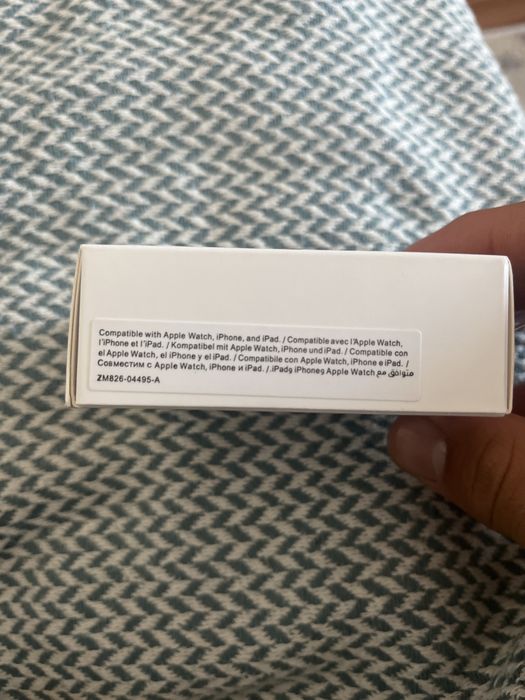 Compatible with Apple Watch, iPhone, and iPad. / Compatible avec l'Apple Watch,
l'iPhone et l'iPad. / Kompatibel mit Apple Watch, iPhone und iPad. / Compatible con
el Apple Watch, el iPhone y el iPad. / Compatibile con Apple Watch, iPhone e iPad. /
Совместим с Apple Watch, iPhone и iPad. / .iPadو iPhoneو Apple Watch متوافق مع
ZM826-04495-A